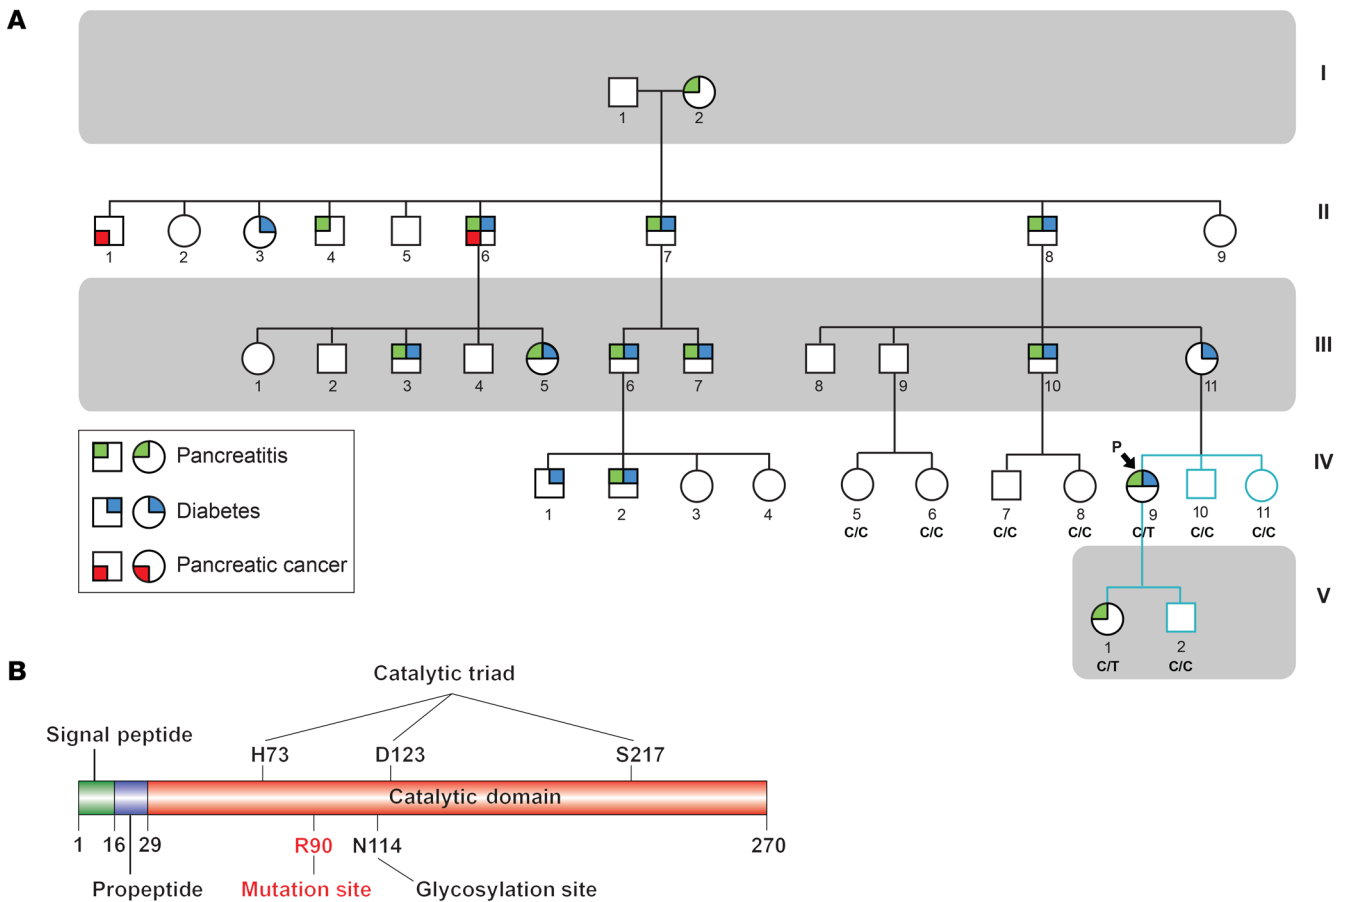 A
I
1 2
II
1 2 3 4 5 6 7 8 9
III
1 2 3 4 5 6 7 8 9 10 11
Pancreatitis
Diabetes
Pancreatic cancer
P
IV
1 2 3 4 5 6 7 8 9 10 11
C/C C/C C/C C/C C/T C/C C/C
V
1 2
C/T C/C
B
Catalytic triad
Signal peptide
H73 D123 S217
Catalytic domain
1 16 29 R90 N114 270
Propeptide Mutation site Glycosylation site